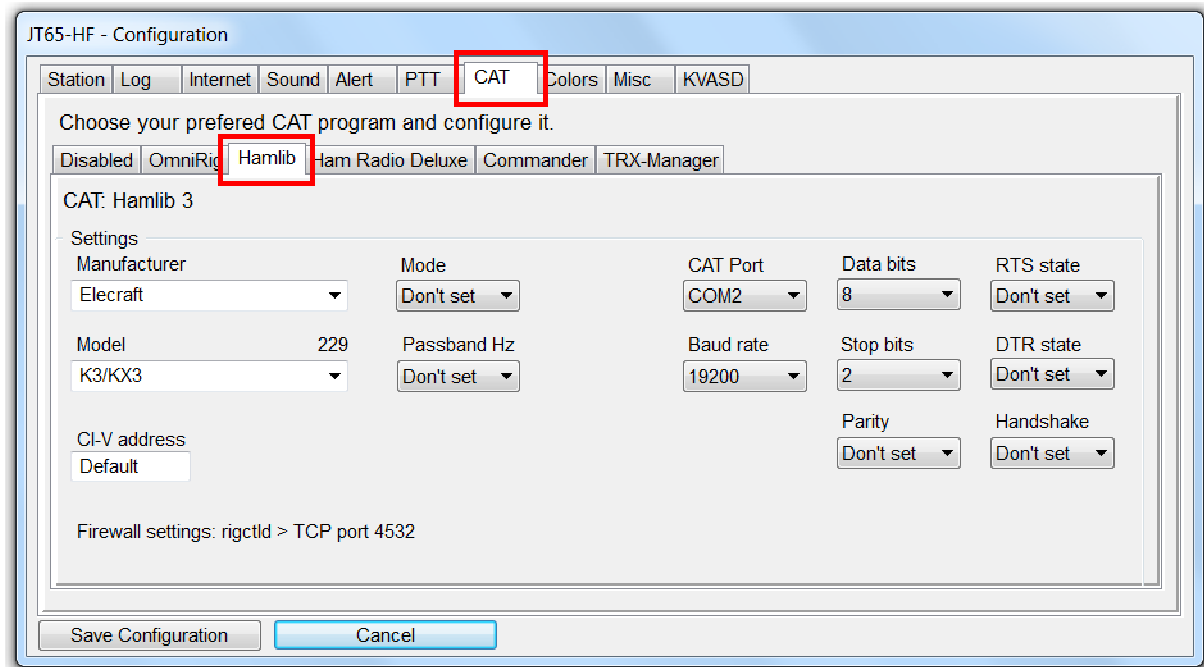 JT65-HF - Configuration
Station Log Internet Sound Alert PTT CAT Colors Misc KVASD
Choose your prefered CAT program and configure it.
Disabled OmniRig Hamlib Ham Radio Deluxe Commander TRX-Manager
CAT: Hamlib 3
Settings
Manufacturer Mode CAT Port Data bits RTS state
Elecraft Don't set COM2 8 Don't set
Model 229 Passband Hz Baud rate Stop bits DTR state
K3/KX3 Don't set 19200 2 Don't set
Parity Handshake
CI-V address Don't set Don't set
Default
Firewall settings: rigctld > TCP port 4532
Save Configuration Cancel